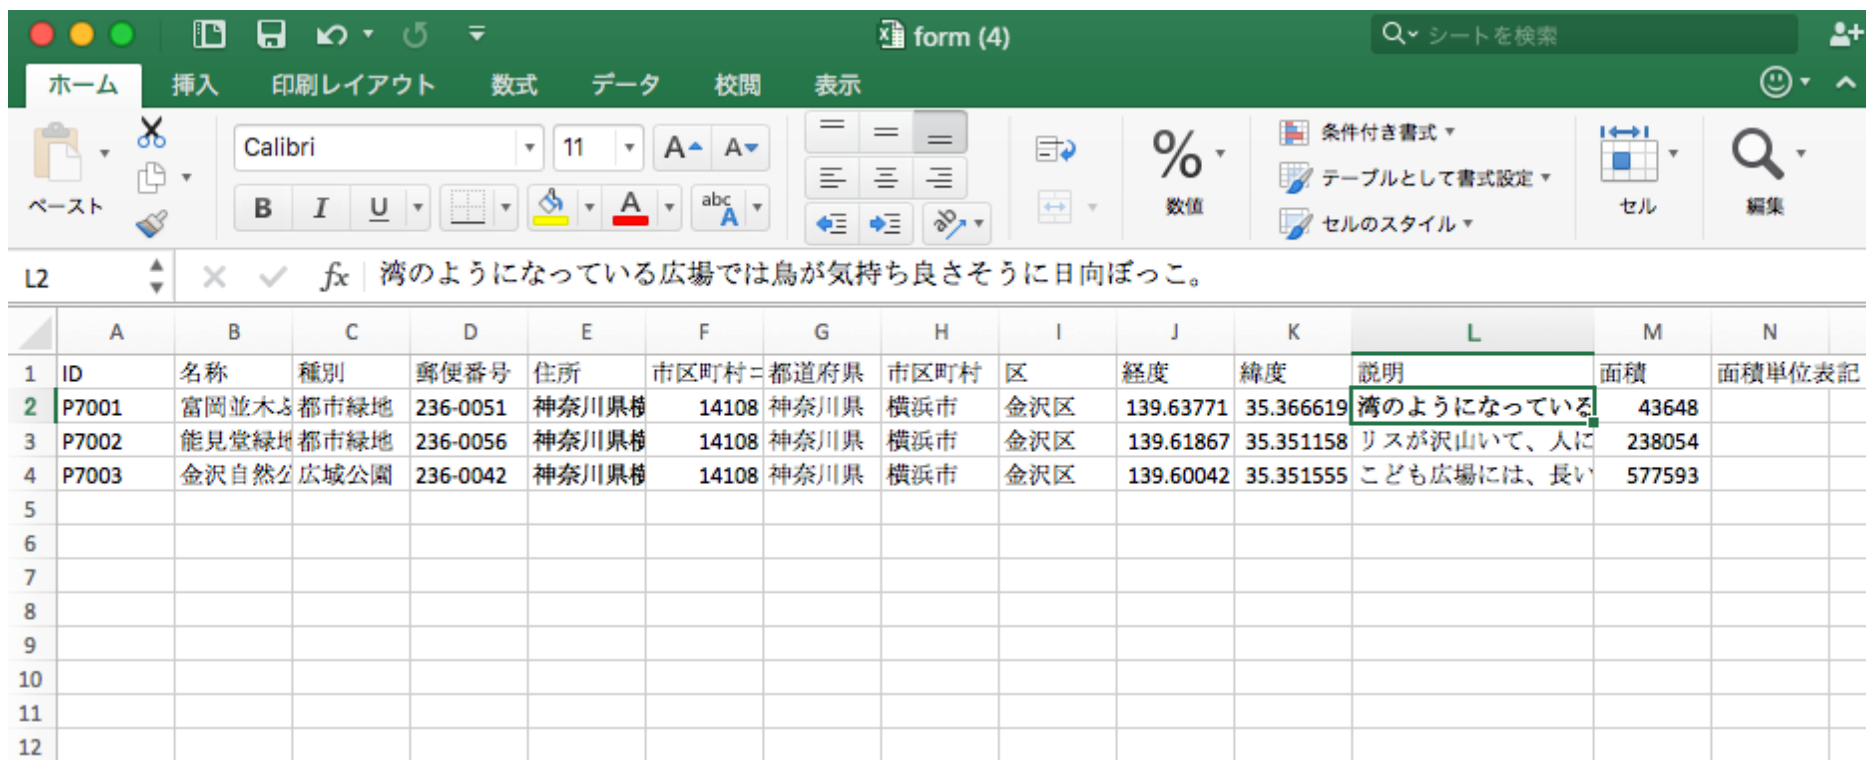 form (4)
シートを検索
ホーム 挿入 印刷レイアウト 数式 データ 校閲 表示
ペースト
Calibri 11 A A
B I U A abc A
% 数値
条件付き書式
テーブルとして書式設定
セルのスタイル
セル
編集
L2 fx 湾のようになっている広場では鳥が気持ち良さそうに日向ぼっこ。
A B C D E F G H I J K L M N
1 ID 名称 種別 郵便番号 住所 市区町村コ 都道府県 市区町村 区 経度 緯度 説明 面積 面積単位表記
2 P7001 富岡並木ふ 都市緑地 236-0051 神奈川県横 14108 神奈川県 横浜市 金沢区 139.63771 35.366619 湾のようになっている 43648
3 P7002 能見堂緑地 都市緑地 236-0056 神奈川県横 14108 神奈川県 横浜市 金沢区 139.61867 35.351158 リスが沢山いて、人に 238054
4 P7003 金沢自然公 広域公園 236-0042 神奈川県横 14108 神奈川県 横浜市 金沢区 139.60042 35.351555 こども広場には、長い 577593
5
6
7
8
9
10
11
12